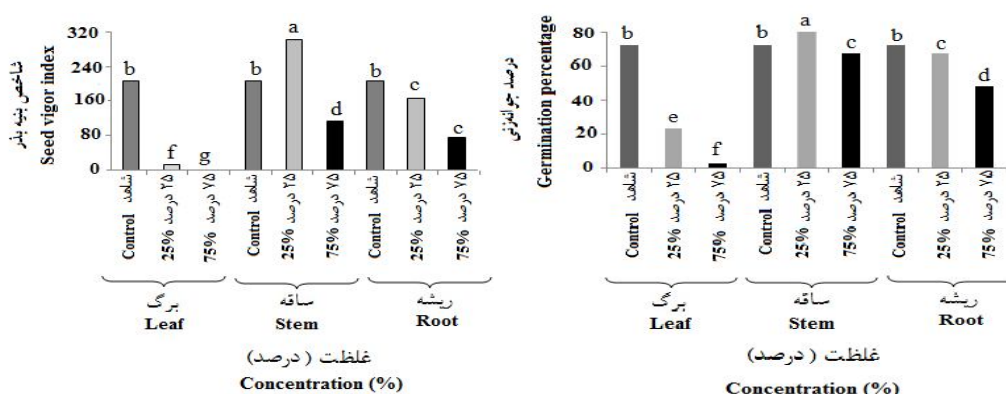 شاخص بنیه بذر
Seed vigor index
320
240
160
80
0
b
f
g
b
a
d
b
c
e
شاهد Control
۲۵ درصد 25%
۷۵ درصد 75%
شاهد Control
۲۵ درصد 25%
۷۵ درصد 75%
شاهد Control
۲۵ درصد 25%
۷۵ درصد 75%
برگ
Leaf
ساقه
Stem
ریشه
Root
غلظت (درصد)
Concentration (%)
درصد جوانه‌زنی
Germination percentage
80
60
40
20
0
b
e
f
b
a
c
b
c
d
شاهد Control
۲۵ درصد 25%
۷۵ درصد 75%
شاهد Control
۲۵ درصد 25%
۷۵ درصد 75%
شاهد Control
۲۵ درصد 25%
۷۵ درصد 75%
برگ
Leaf
ساقه
Stem
ریشه
Root
غلظت (درصد)
Concentration (%)